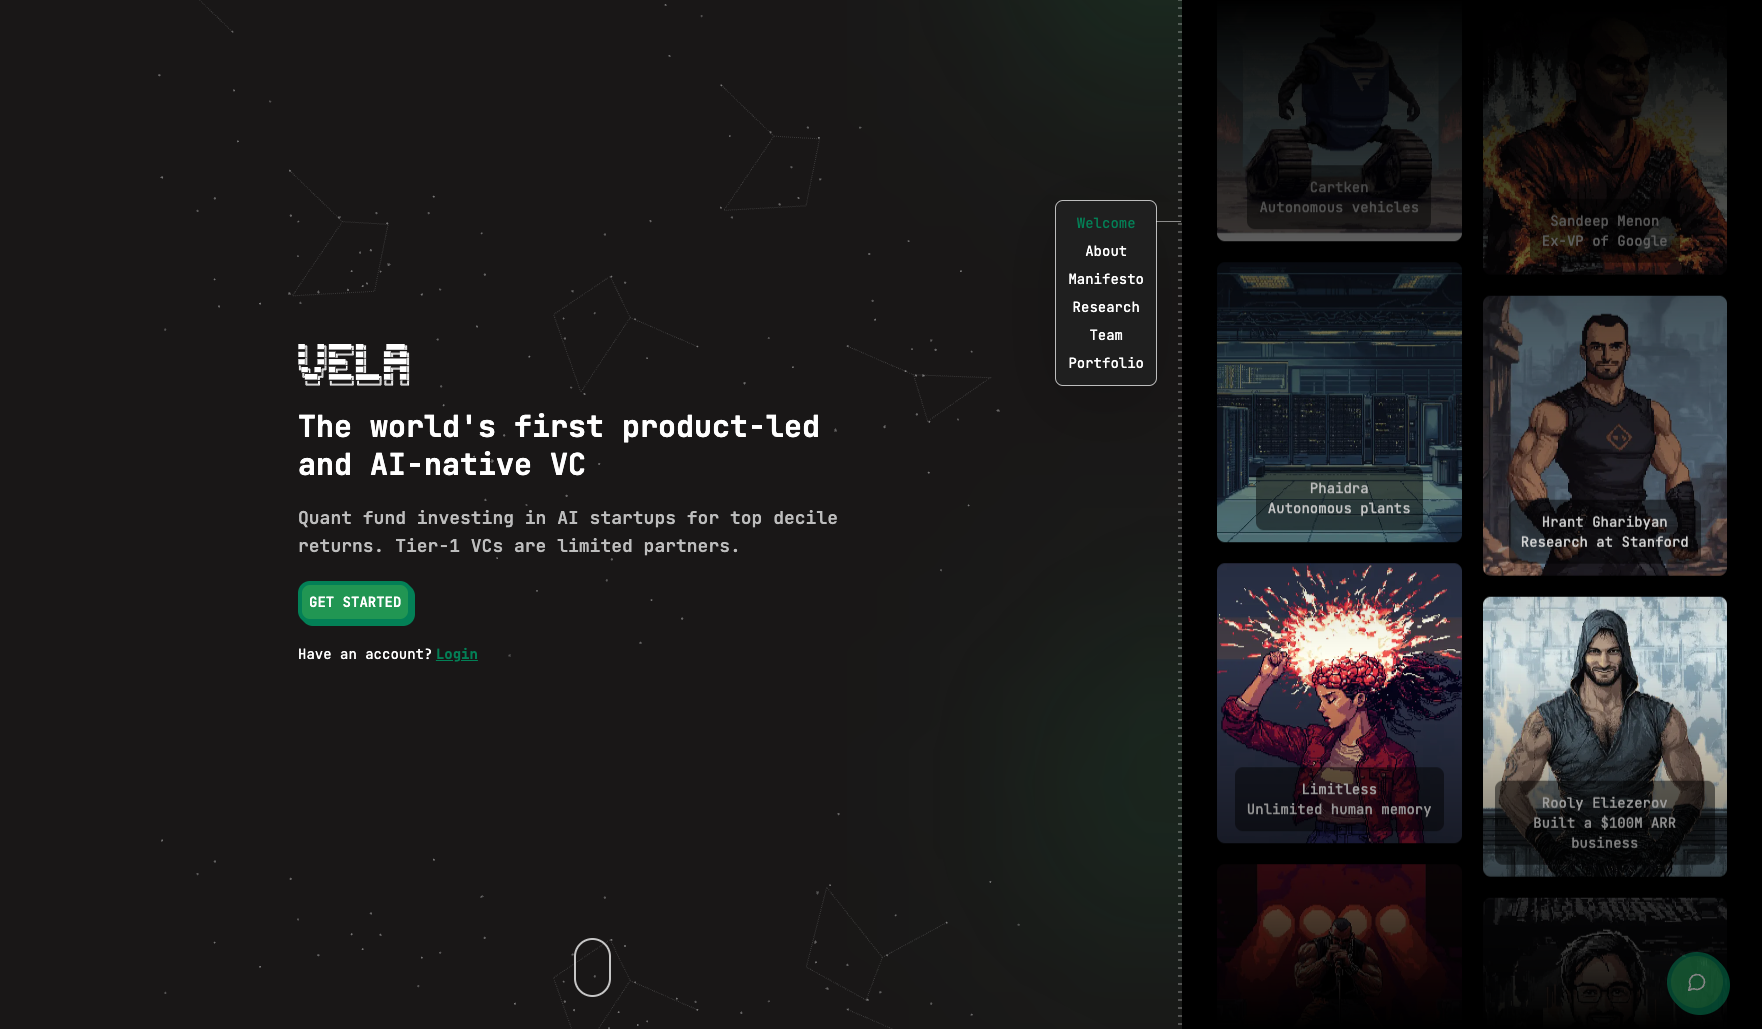 VELA
The world's first product-led
and AI-native VC
Quant fund investing in AI startups for top decile
returns. Tier-1 VCs are limited partners.
GET STARTED
Have an account? Login
Welcome
About
Manifesto
Research
Team
Portfolio
Cartken
Autonomous vehicles
Phaidra
Autonomous plants
Limitless
Unlimited human memory
Sandeep Menon
Ex-VP of Google
Hrant Gharibyan
Research at Stanford
Rooly Eliezerov
Built a $100M ARR
business